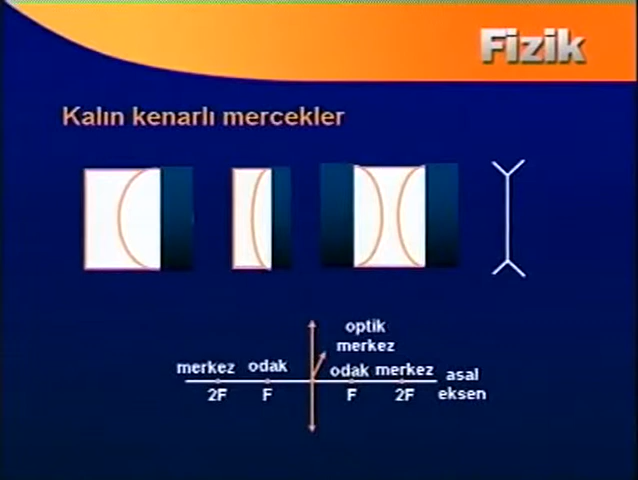 Fizik
Kalın kenarlı mercekler
optik
merkez
merkez odak odak merkez asal
2F F F 2F eksen